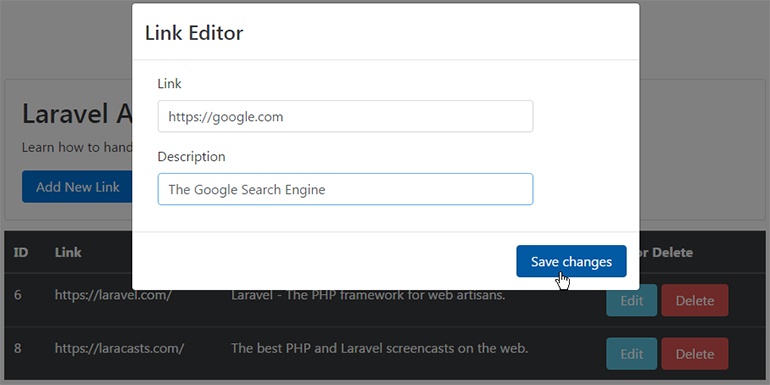 Link Editor
Link
https://google.com
Description
The Google Search Engine
Save changes
Laravel A
Learn how to hand
Add New Link
ID Link or Delete
6 https://laravel.com/ Laravel - The PHP framework for web artisans. Edit Delete
8 https://laracasts.com/ The best PHP and Laravel screencasts on the web. Edit Delete